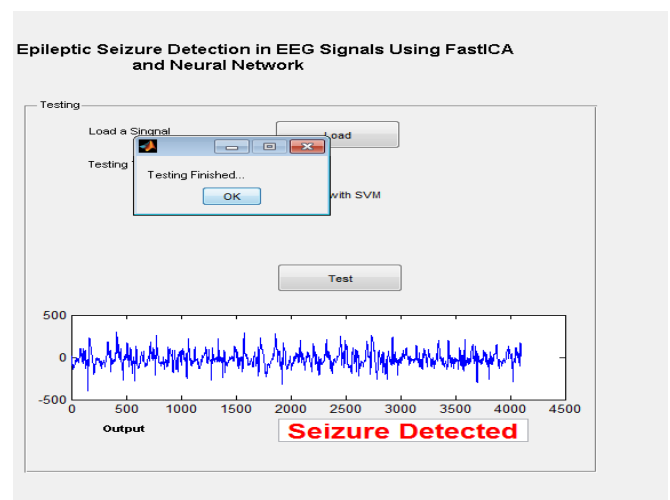 Epileptic Seizure Detection in EEG Signals Using FastICA
and Neural Network
Testing
Load a Singnal
Load
Testing
Testing Finished...
OK
with SVM
Test
500
0
-500
0 500 1000 1500 2000 2500 3000 3500 4000 4500
Output
Seizure Detected